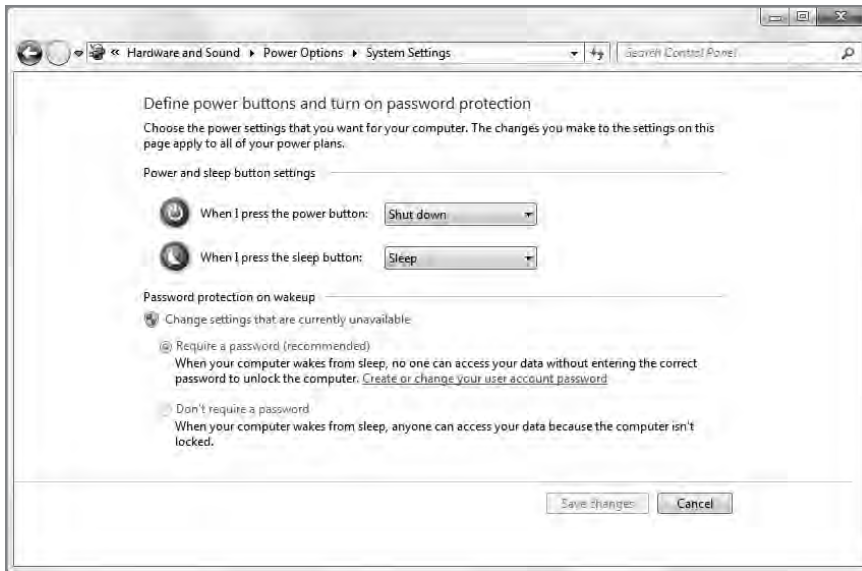 « Hardware and Sound ▸ Power Options ▸ System Settings
Search Control Panel
Define power buttons and turn on password protection
Choose the power settings that you want for your computer. The changes you make to the settings on this
page apply to all of your power plans.
Power and sleep button settings
When I press the power button: Shut down
When I press the sleep button: Sleep
Password protection on wakeup
Change settings that are currently unavailable
Require a password (recommended)
When your computer wakes from sleep, no one can access your data without entering the correct
password to unlock the computer. Create or change your user account password
Don't require a password
When your computer wakes from sleep, anyone can access your data because the computer isn't
locked.
Save changes Cancel